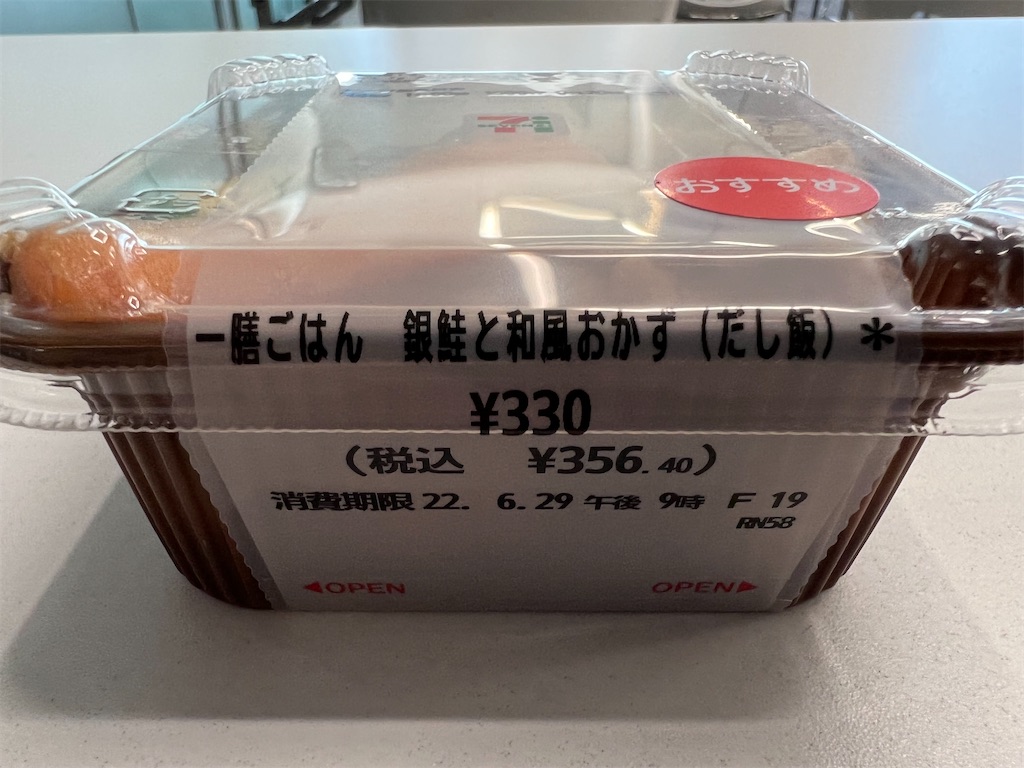 おすすめ
一膳ごはん 銀鮭と和風おかず（だし飯）＊
¥330
（税込 ¥356.40）
消費期限 22. 6.29 午後 9時 F 19
RN58
◀OPEN OPEN▶